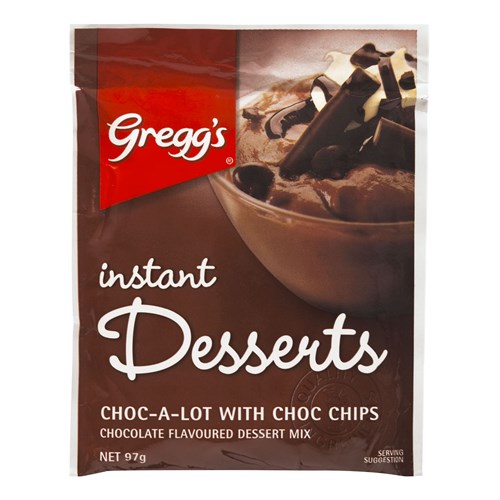 Gregg's®
instant
Desserts
CHOC-A-LOT WITH CHOC CHIPS
CHOCOLATE FLAVOURED DESSERT MIX
NET 97g
SERVING
SUGGESTION